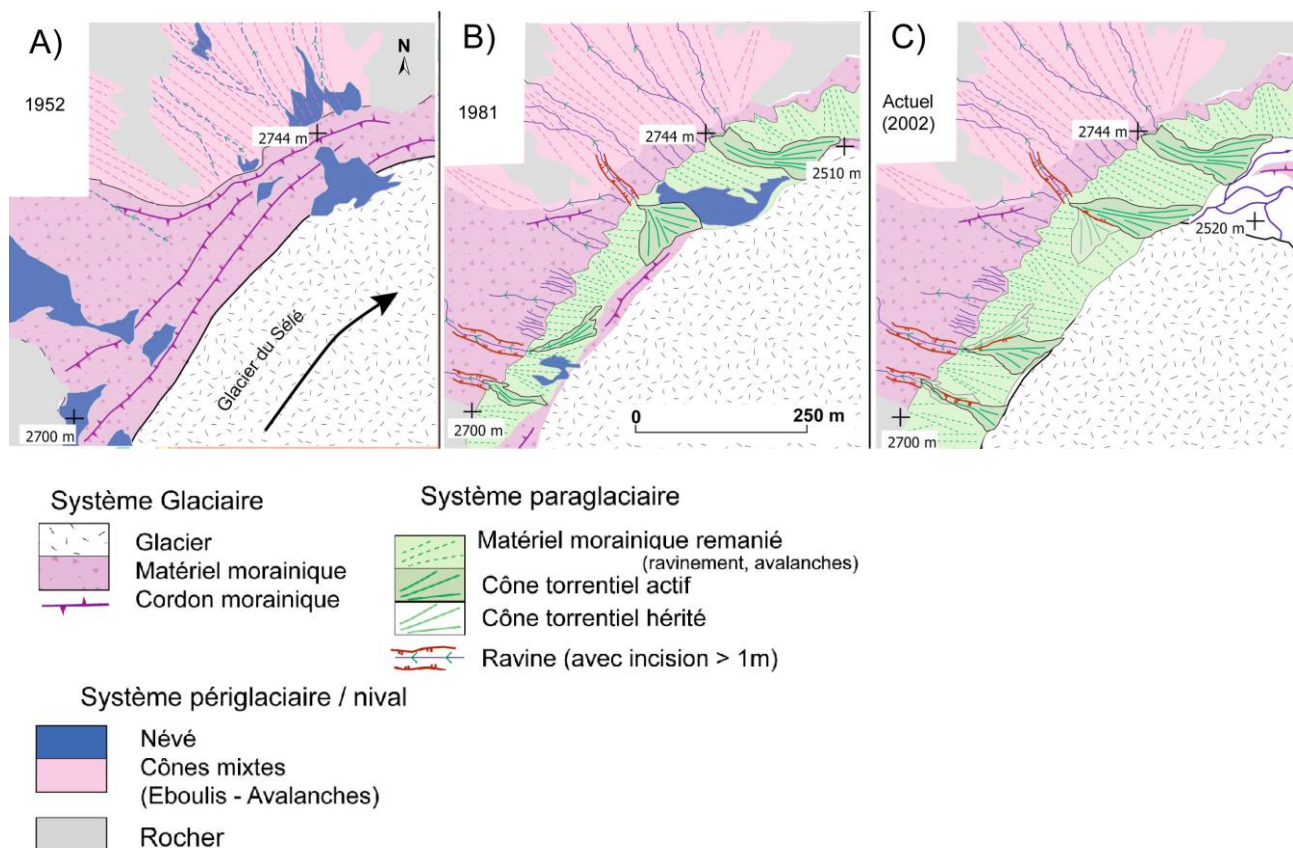 A)
1952
N
2744 m
Glacier du Sélé
2700 m
B)
1981
2744 m
2510 m
0 250 m
2700 m
C)
Actuel
(2002)
2744 m
2520 m
2700 m
Système Glaciaire
Glacier
Matériel morainique
Cordon morainique
Système paraglaciaire
Matériel morainique remanié
(ravinement, avalanches)
Cône torrentiel actif
Cône torrentiel hérité
Ravine (avec incision > 1m)
Système périglaciaire / nival
Névé
Cônes mixtes
(Eboulis - Avalanches)
Rocher